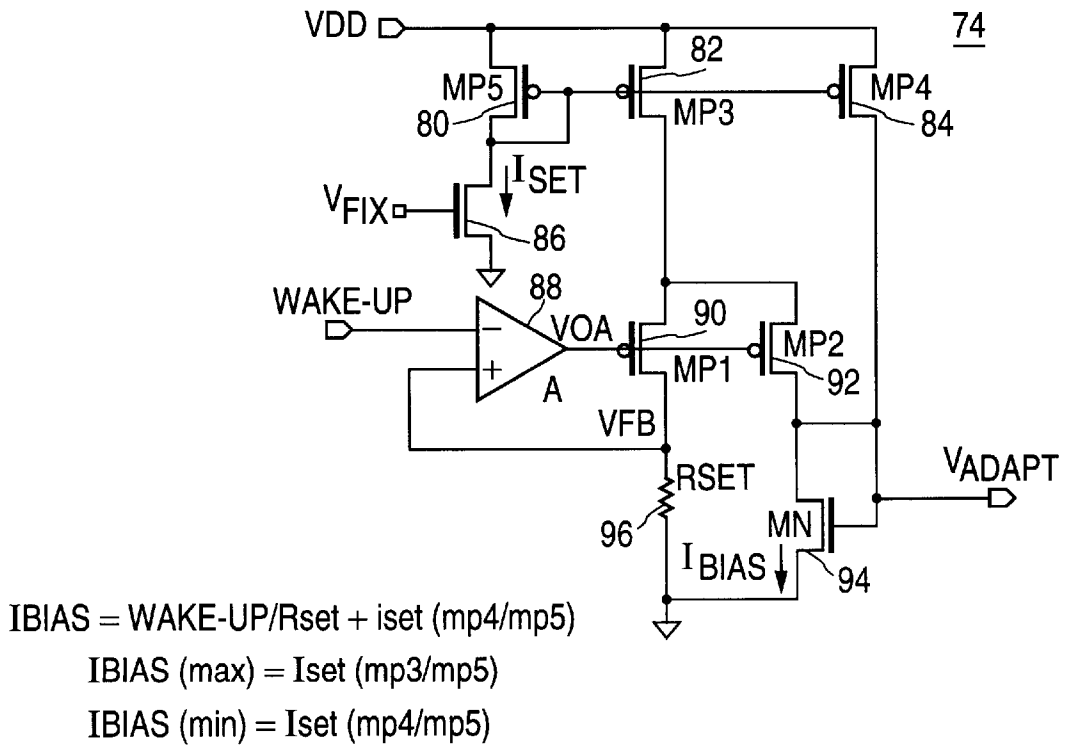 VDD
74
82
MP5
MP4
80
MP3
84
ISET
VFIX
86
WAKE-UP
88
VOA
90
−
MP2
+
MP1
92
A
VFB
VADAPT
RSET
96
MN
IBIAS
94
IBIAS = WAKE-UP/Rset + iset (mp4/mp5)
IBIAS (max) = Iset (mp3/mp5)
IBIAS (min) = Iset (mp4/mp5)